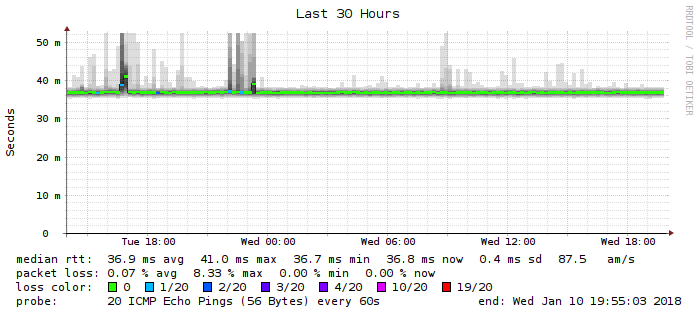 Last 30 Hours
RRDTOOL / TOBI OETIKER
Seconds
50 m
40 m
30 m
20 m
10 m
0
Tue 18:00 Wed 00:00 Wed 06:00 Wed 12:00 Wed 18:00
median rtt: 36.9 ms avg 41.0 ms max 36.7 ms min 36.8 ms now 0.4 ms sd 87.5 am/s
packet loss: 0.07 % avg 8.33 % max 0.00 % min 0.00 % now
loss color: 0 1/20 2/20 3/20 4/20 10/20 19/20
probe: 20 ICMP Echo Pings (56 Bytes) every 60s end: Wed Jan 10 19:55:03 2018